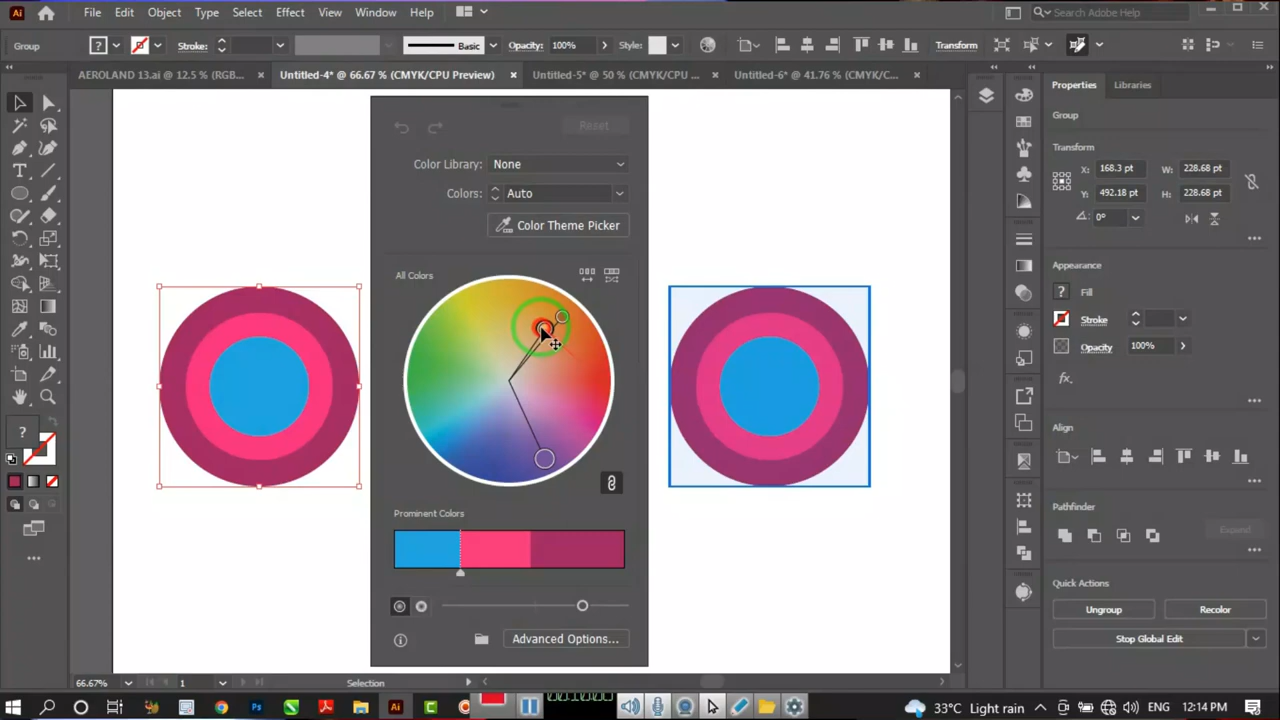 Ai
File Edit Object Type Select Effect View Window Help
Search Adobe Help
Group ? Stroke: Basic Opacity: 100% Style: Transform
AEROLAND 13.ai @ 12.5 % (RGB... × Untitled-4* @ 66.67 % (CMYK/CPU Preview) × Untitled-5* @ 50 % (CMYK/CPU ... × Untitled-6* @ 41.76 % (CMYK/C... ×
Reset
Color Library: None
Colors: Auto
Color Theme Picker
All Colors
Prominent Colors
Advanced Options...
?
Properties Libraries
Group
Transform
X: 168.3 pt W: 228.68 pt
Y: 492.18 pt H: 228.68 pt
0°
Appearance
? Fill
Stroke
Opacity 100%
fx.
Align
Pathfinder
Expand
Quick Actions
Ungroup Recolor
Stop Global Edit
66.67% 1 Selection
Ps Ai 33°C Light rain ENG 12:14 PM